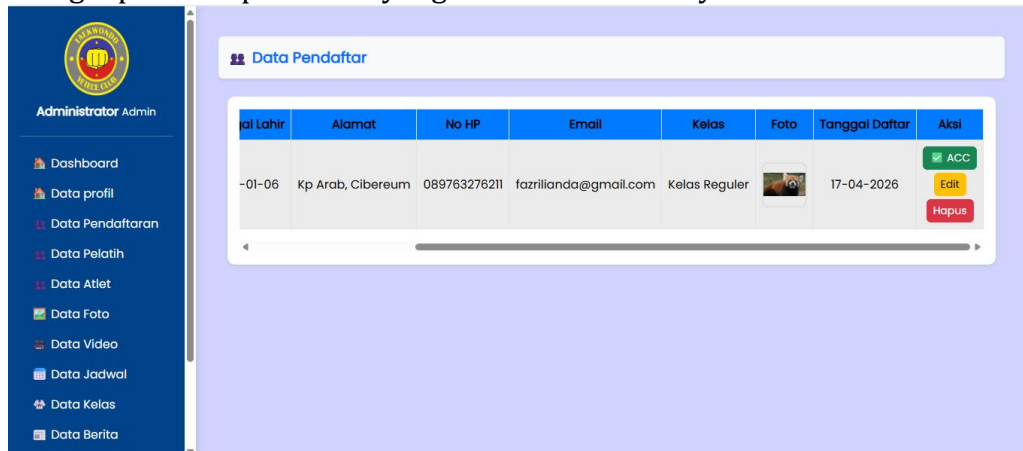 TAEKWONDO
Administrator Admin
Dashboard
Data profil
Data Pendaftaran
Data Pelatih
Data Atlet
Data Foto
Data Video
Data Jadwal
Data Kelas
Data Berita
Data Pendaftar
Lahir Alamat No HP Email Kelas Foto Tanggal Daftar Aksi
-01-06 Kp Arab, Cibereum 089763276211 fazrilianda@gmail.com Kelas Reguler 17-04-2026
ACC
Edit
Hapus